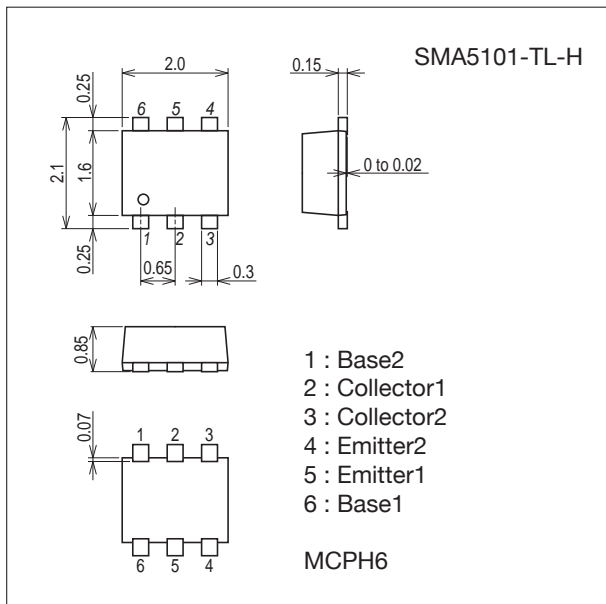 SMA5101-TL-H
2.0
0.15
0.25
6 5 4
2.1
1.6
0 to 0.02
0.25
1 2 3
0.65
0.3
0.85
1 : Base2
2 : Collector1
3 : Collector2
4 : Emitter2
5 : Emitter1
6 : Base1
0.07
1 2 3
6 5 4
MCPH6